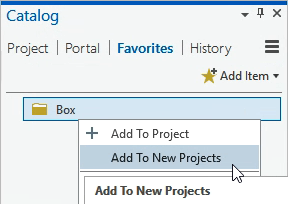 Catalog
Project Portal Favorites History
Add Item
Box
Add To Project
Add To New Projects
Add To New Projects